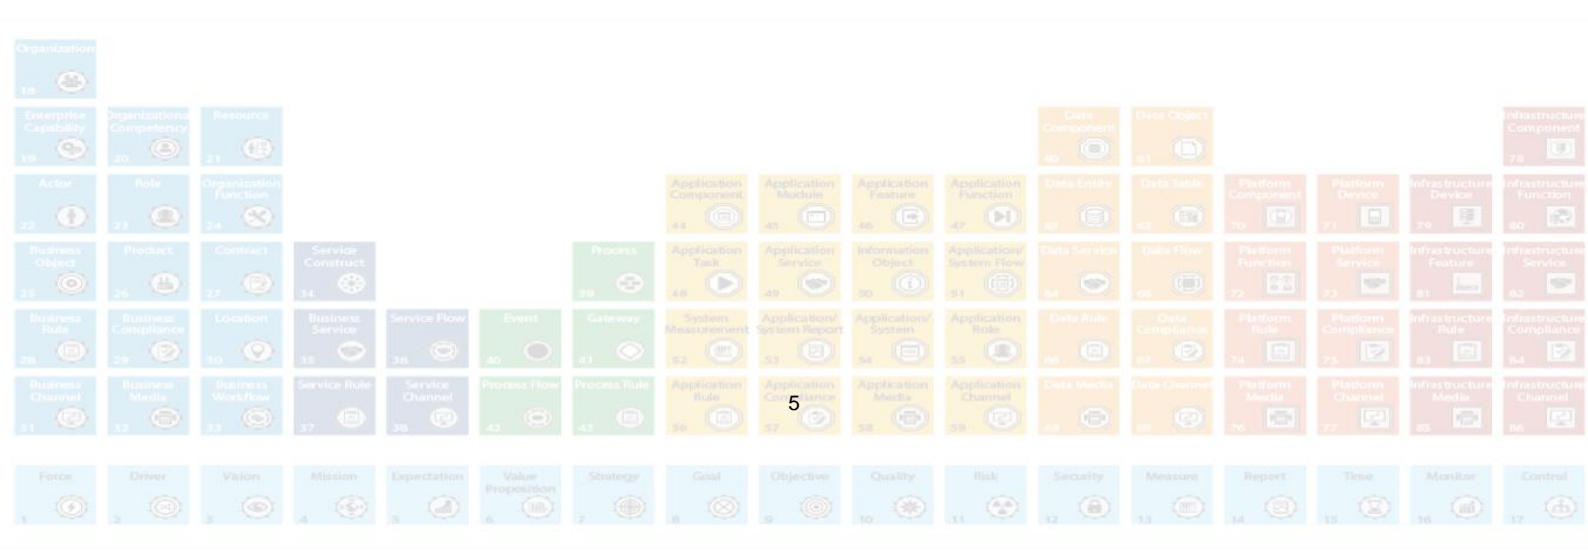 Organization
18
Enterprise Capability
19
Organizational Competency
20
Resource
21
Data Component
60
Data Object
61
Infrastructure Component
78
Actor
22
Role
23
Organization Function
24
Application Component
44
Application Module
45
Application Feature
46
Application Function
47
Data Entity
62
Data Table
63
Platform Component
70
Platform Device
71
Infrastructure Device
79
Infrastructure Function
80
Business Object
25
Product
26
Contract
27
Service Construct
34
Process
39
Application Task
48
Application Service
49
Information Object
50
Application/ System Flow
51
Data Service
64
Data Flow
65
Platform Function
72
Platform Service
73
Infrastructure Feature
81
Infrastructure Service
82
Business Rule
28
Business Compliance
29
Location
30
Business Service
35
Service Flow
36
Event
40
Gateway
41
System Measurement
52
Application/ System Report
53
Application/ System
54
Application Role
55
Data Rule
66
Data Compliance
67
Platform Rule
74
Platform Compliance
75
Infrastructure Rule
83
Infrastructure Compliance
84
Business Channel
31
Business Media
32
Business Workflow
33
Service Rule
37
Service Channel
38
Process Flow
42
Process Rule
43
Application Rule
56
Application Compliance
57
5
Application Media
58
Application Channel
59
Data Media
68
Data Channel
69
Platform Media
76
Platform Channel
77
Infrastructure Media
85
Infrastructure Channel
86
Force
1
Driver
2
Vision
3
Mission
4
Expectation
5
Value Proposition
6
Strategy
7
Goal
8
Objective
9
Quality
10
Risk
11
Security
12
Measure
13
Report
14
Time
15
Monitor
16
Control
17